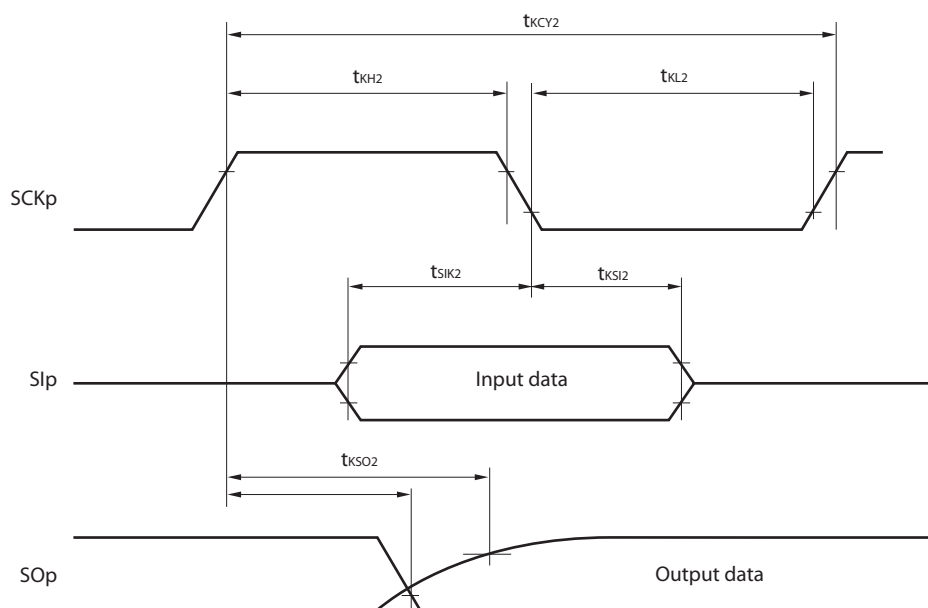 tKCY2
tKH2
tKL2
SCKp
tSIK2
tKSI2
SIp
Input data
tKSO2
SOp
Output data